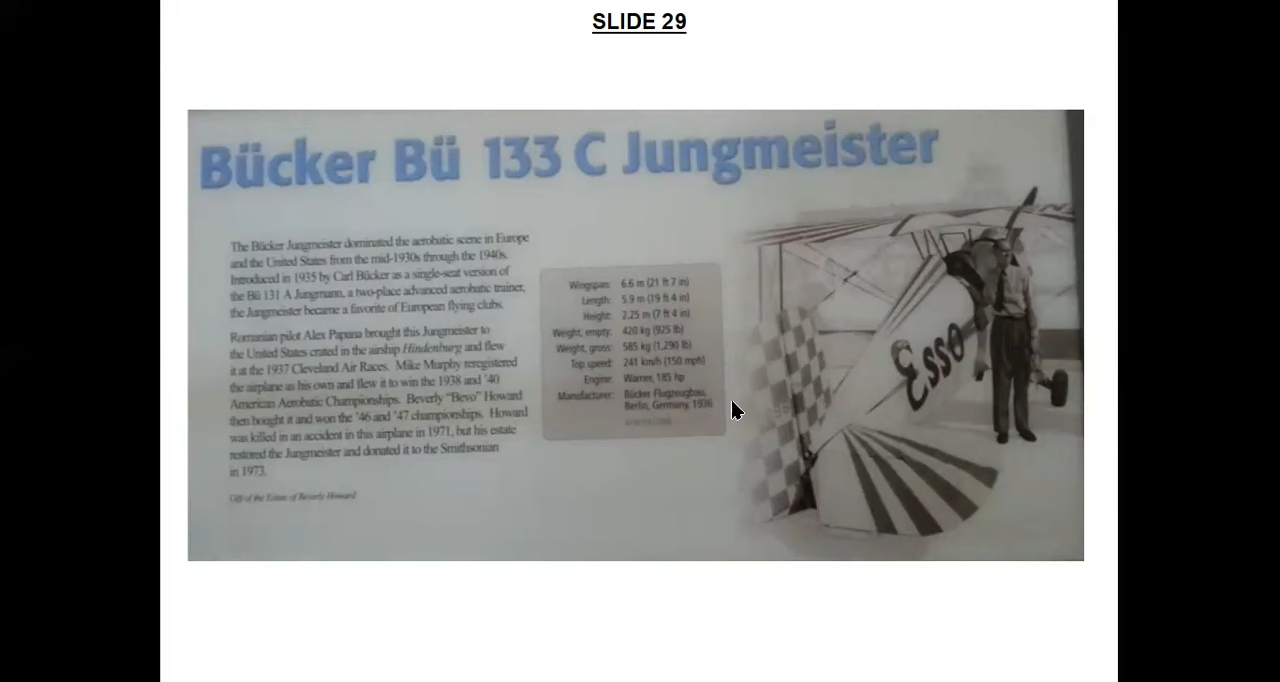 SLIDE 29
Bücker Bü 133 C Jungmeister
The Bücker Jungmeister dominated the aerobatic scene in Europe
and the United States from the mid-1930s through the 1940s.
Introduced in 1935 by Carl Bücker as a single-seat version of
the Bü 131 A Jungmann, a two-place advanced aerobatic trainer,
the Jungmeister became a favorite of European flying clubs.
Romanian pilot Alex Papana brought this Jungmeister to
the United States crated in the airship Hindenburg and flew
it at the 1937 Cleveland Air Races. Mike Murphy reregistered
the airplane as his own and flew it to win the 1938 and '40
American Aerobatic Championships. Beverly "Bevo" Howard
then bought it and won the '46 and '47 championships. Howard
was killed in an accident in this airplane in 1971, but his estate
restored the Jungmeister and donated it to the Smithsonian
in 1973.
Gift of the Estate of Beverly Howard
Wingspan: 6.6 m (21 ft 7 in)
Length: 5.9 m (19 ft 4 in)
Height: 2.25 m (7 ft 4 in)
Weight, empty: 420 kg (925 lb)
Weight, gross: 585 kg (1,290 lb)
Top speed: 241 km/h (150 mph)
Engine: Warner, 185 hp
Manufacturer: Bücker Flugzeugbau,
Berlin, Germany, 1936
Esso